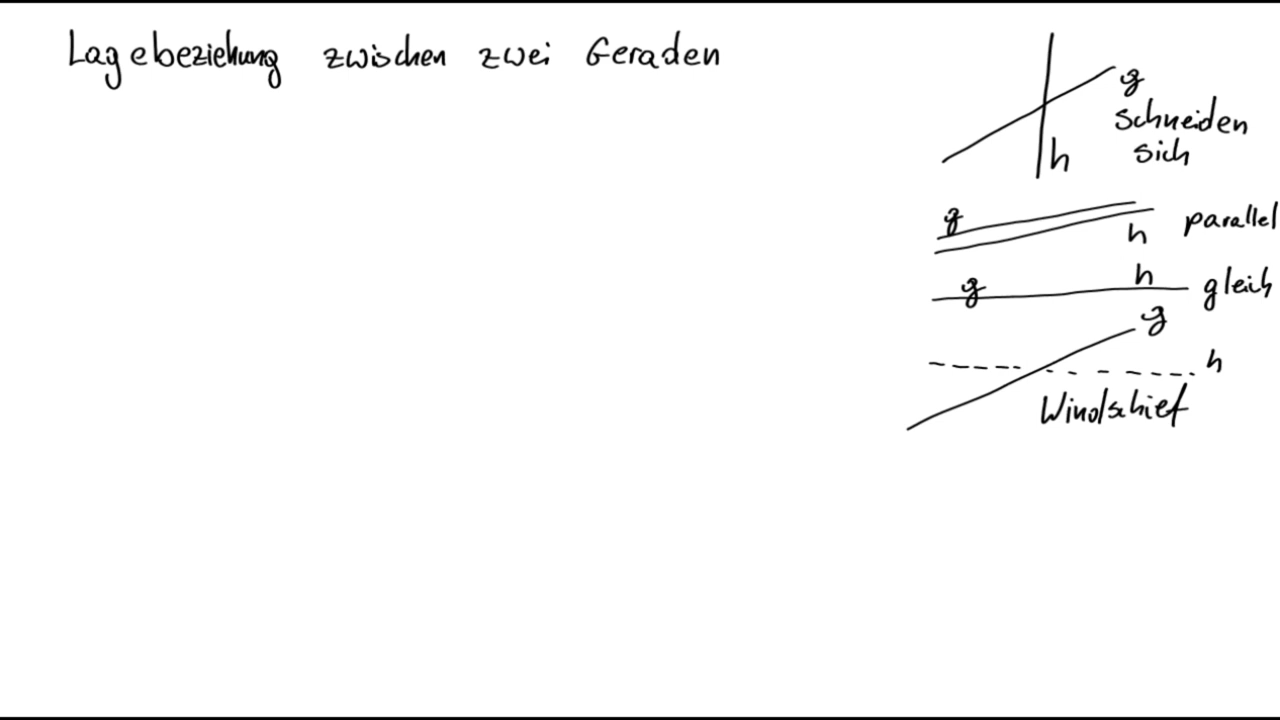 Lagebeziehung zwischen zwei Geraden
g
schneiden
sich
h
g
h
parallel
g
h
gleich
g
h
Windschief